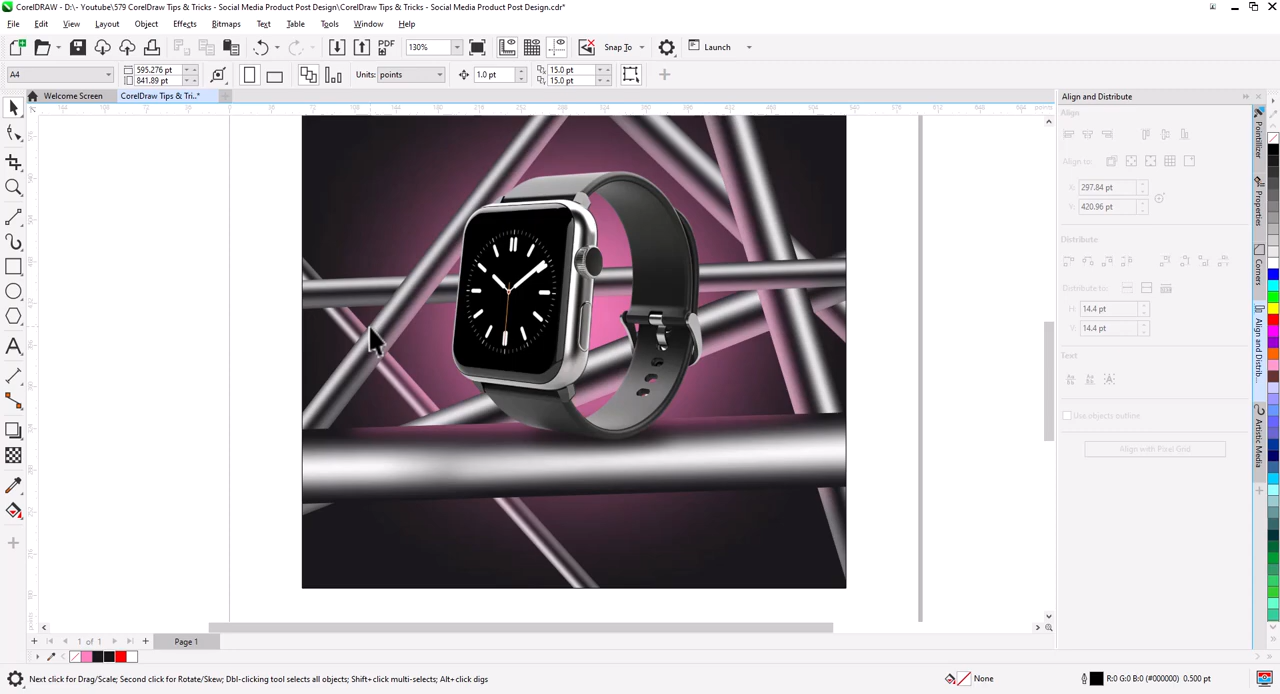 CorelDRAW - D:\- Youtube\579 CorelDraw Tips & Tricks - Social Media Product Post Design\CorelDraw Tips & Tricks - Social Media Product Post Design.cdr*
File Edit View Layout Object Effects Bitmaps Text Table Tools Window Help
PDF 130% Snap To Launch
A4 595.276 pt 841.89 pt Units: points 1.0 pt 15.0 pt 15.0 pt
Welcome Screen CorelDraw Tips & Tri...*
Align and Distribute
Align
Align to:
X: 297.84 pt
Y: 420.96 pt
Distribute
Distribute to:
H: 14.4 pt
V: 14.4 pt
Text
Use objects outline
Align with Pixel Grid
Pointillizer
Properties
Corners
Align and Distrib...
Artistic Media
points
1 of 1 Page 1
Next click for Drag/Scale; Second click for Rotate/Skew; Dbl-clicking tool selects all objects; Shift+click multi-selects; Alt+click digs
None R:0 G:0 B:0 (#000000) 0.500 pt